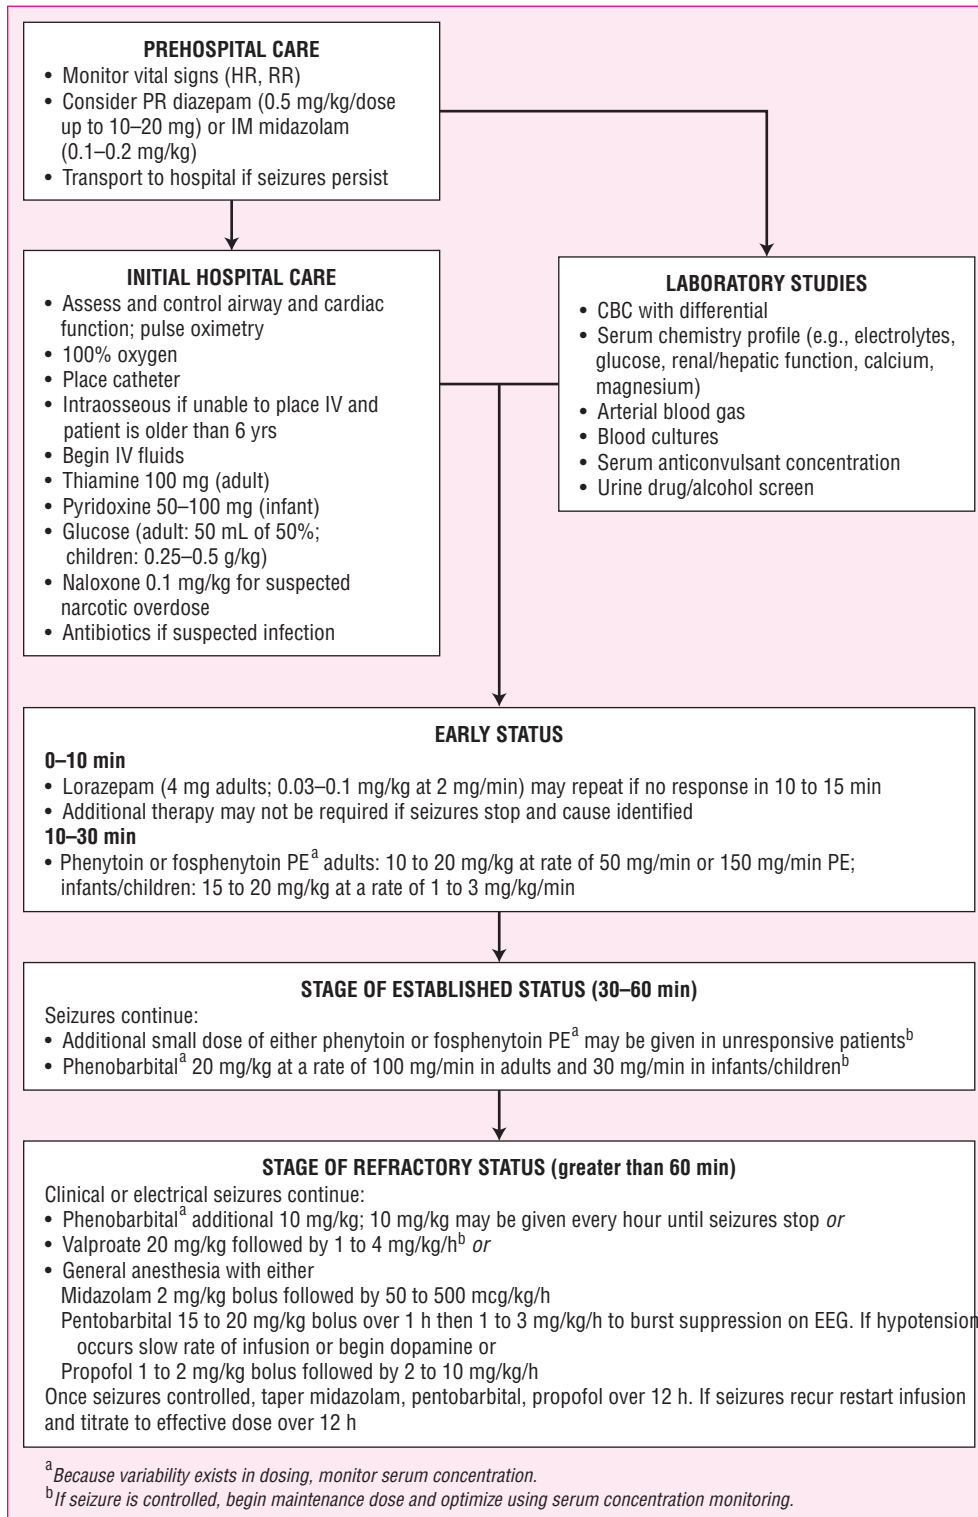 PREHOSPITAL CARE
• Monitor vital signs (HR, RR)
• Consider PR diazepam (0.5 mg/kg/dose
up to 10–20 mg) or IM midazolam
(0.1–0.2 mg/kg)
• Transport to hospital if seizures persist
INITIAL HOSPITAL CARE
• Assess and control airway and cardiac
function; pulse oximetry
• 100% oxygen
• Place catheter
• Intraosseous if unable to place IV and
patient is older than 6 yrs
• Begin IV fluids
• Thiamine 100 mg (adult)
• Pyridoxine 50–100 mg (infant)
• Glucose (adult: 50 mL of 50%;
children: 0.25–0.5 g/kg)
• Naloxone 0.1 mg/kg for suspected
narcotic overdose
• Antibiotics if suspected infection
LABORATORY STUDIES
• CBC with differential
• Serum chemistry profile (e.g., electrolytes,
glucose, renal/hepatic function, calcium,
magnesium)
• Arterial blood gas
• Blood cultures
• Serum anticonvulsant concentration
• Urine drug/alcohol screen
EARLY STATUS
0–10 min
• Lorazepam (4 mg adults; 0.03–0.1 mg/kg at 2 mg/min) may repeat if no response in 10 to 15 min
• Additional therapy may not be required if seizures stop and cause identified
10–30 min
• Phenytoin or fosphenytoin PEa adults: 10 to 20 mg/kg at rate of 50 mg/min or 150 mg/min PE;
infants/children: 15 to 20 mg/kg at a rate of 1 to 3 mg/kg/min
STAGE OF ESTABLISHED STATUS (30–60 min)
Seizures continue:
• Additional small dose of either phenytoin or fosphenytoin PEa may be given in unresponsive patientsb
• Phenobarbitala 20 mg/kg at a rate of 100 mg/min in adults and 30 mg/min in infants/childrenb
STAGE OF REFRACTORY STATUS (greater than 60 min)
Clinical or electrical seizures continue:
• Phenobarbitala additional 10 mg/kg; 10 mg/kg may be given every hour until seizures stop or
• Valproate 20 mg/kg followed by 1 to 4 mg/kg/hb or
• General anesthesia with either
Midazolam 2 mg/kg bolus followed by 50 to 500 mcg/kg/h
Pentobarbital 15 to 20 mg/kg bolus over 1 h then 1 to 3 mg/kg/h to burst suppression on EEG. If hypotension
occurs slow rate of infusion or begin dopamine or
Propofol 1 to 2 mg/kg bolus followed by 2 to 10 mg/kg/h
Once seizures controlled, taper midazolam, pentobarbital, propofol over 12 h. If seizures recur restart infusion
and titrate to effective dose over 12 h
aBecause variability exists in dosing, monitor serum concentration.
bIf seizure is controlled, begin maintenance dose and optimize using serum concentration monitoring.